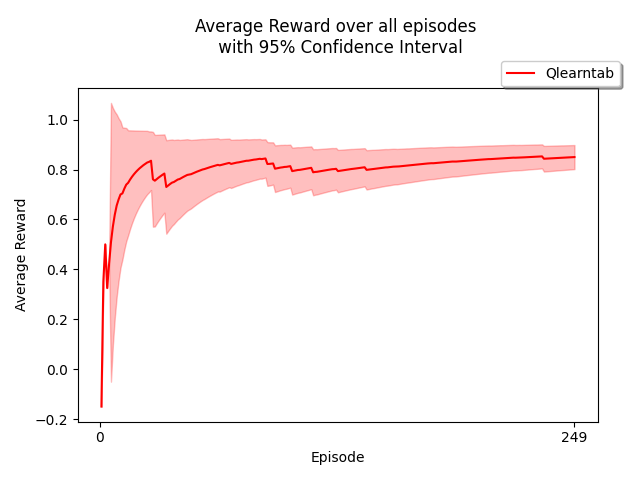 Average Reward over all episodes
with 95% Confidence Interval
Qlearntab
1.0
0.8
0.6
0.4
0.2
0.0
−0.2
Average Reward
0
249
Episode